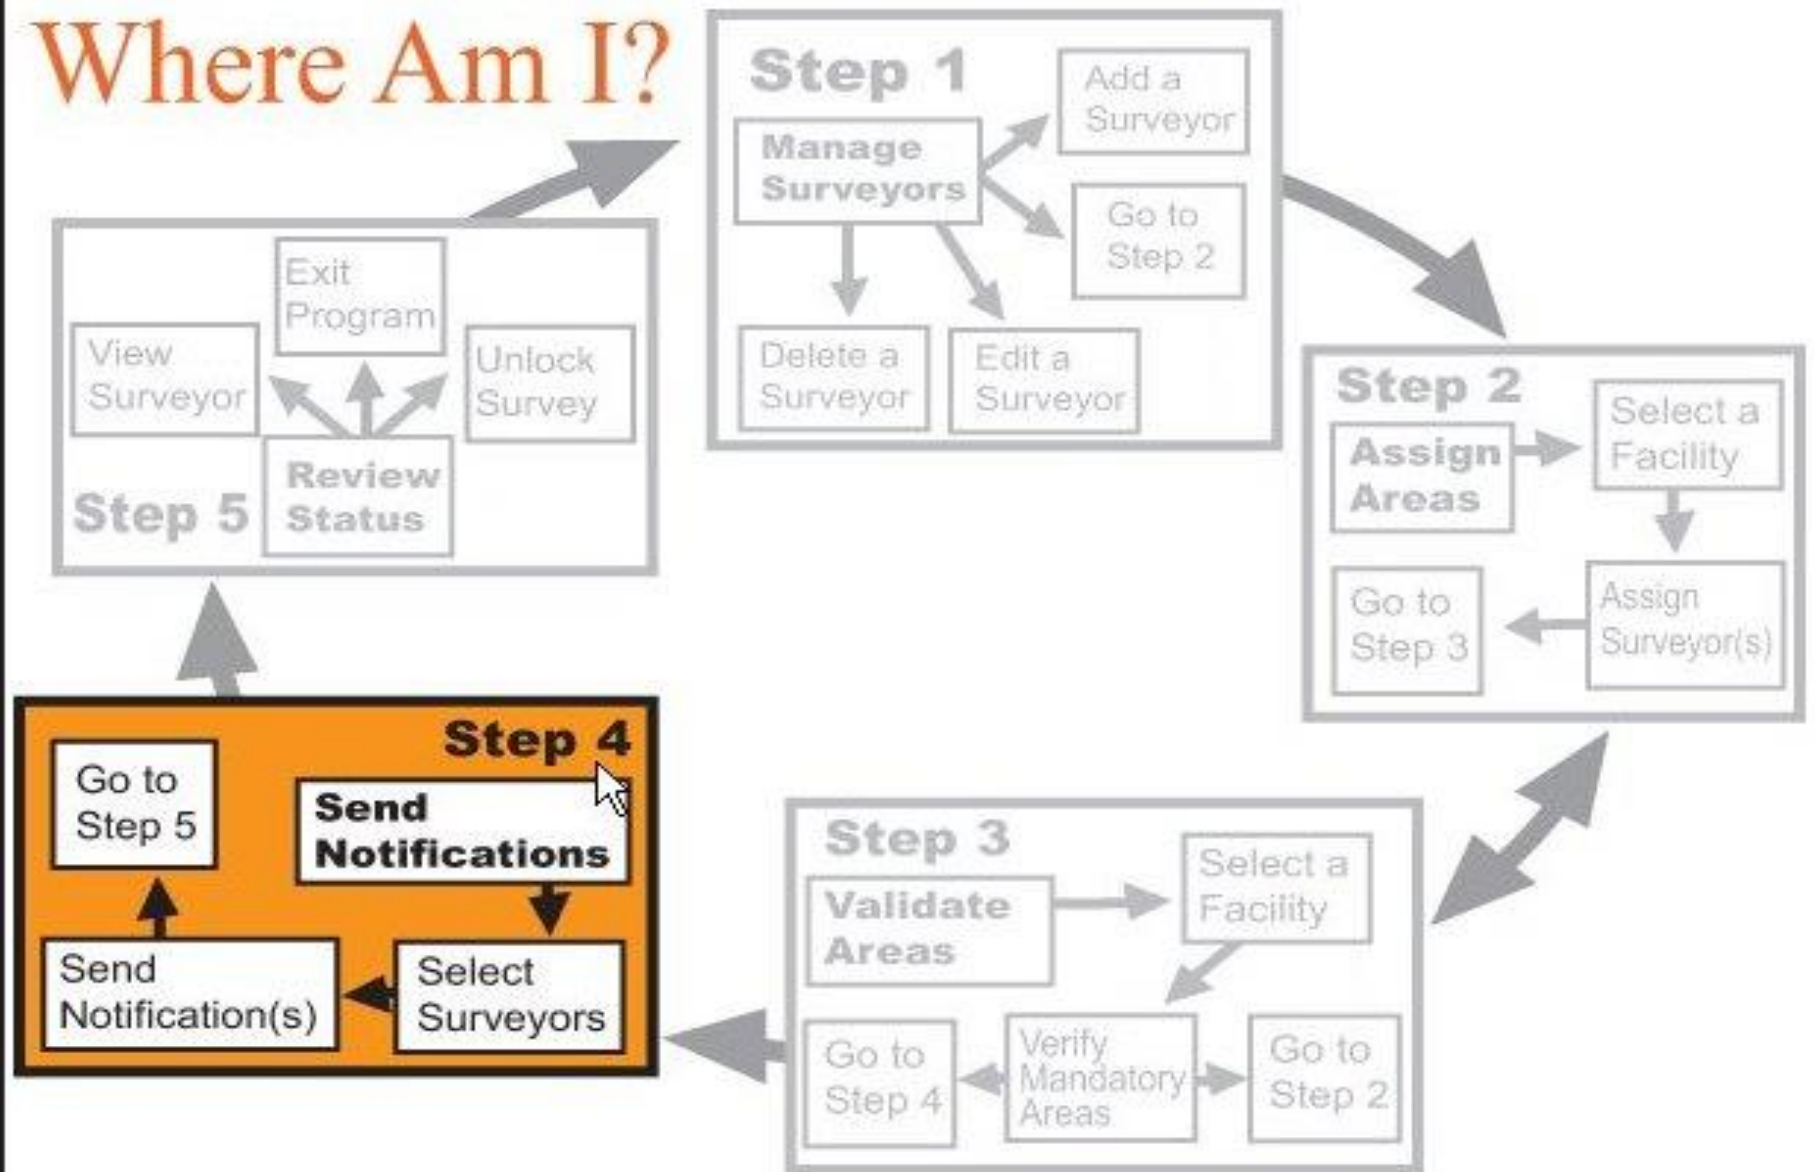 Where Am I?
Step 1
Manage
Surveyors
Add a
Surveyor
Go to
Step 2
Delete a
Surveyor
Edit a
Surveyor
Step 2
Assign
Areas
Select a
Facility
Assign
Surveyor(s)
Go to
Step 3
Step 3
Validate
Areas
Select a
Facility
Verify
Mandatory
Areas
Go to
Step 4
Go to
Step 2
Step 4
Send
Notifications
Select
Surveyors
Send
Notification(s)
Go to
Step 5
Step 5
Review
Status
View
Surveyor
Exit
Program
Unlock
Survey